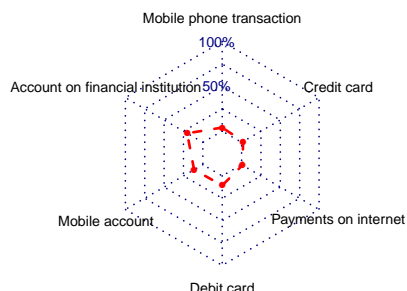 Mobile phone transaction
100%
50%
Account on financial institution
Credit card
Mobile account
Payments on internet
Debit card